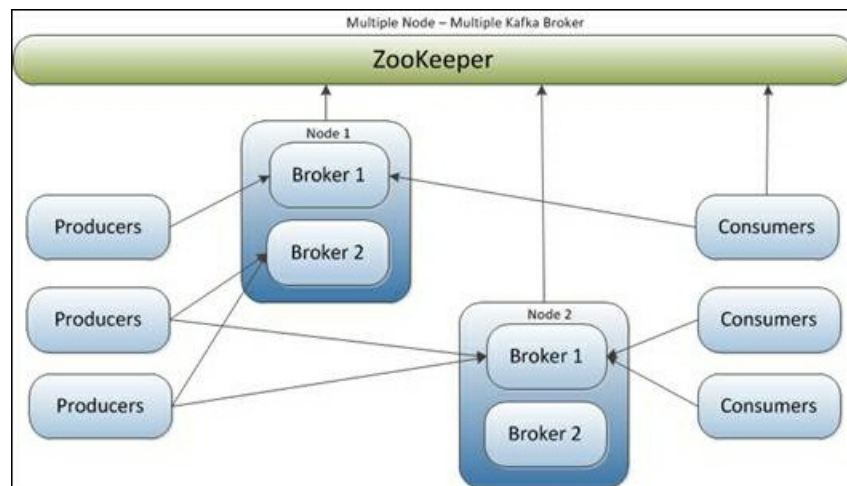 Multiple Node – Multiple Kafka Broker
ZooKeeper
Node 1
Broker 1
Broker 2
Producers
Producers
Producers
Node 2
Broker 1
Broker 2
Consumers
Consumers
Consumers